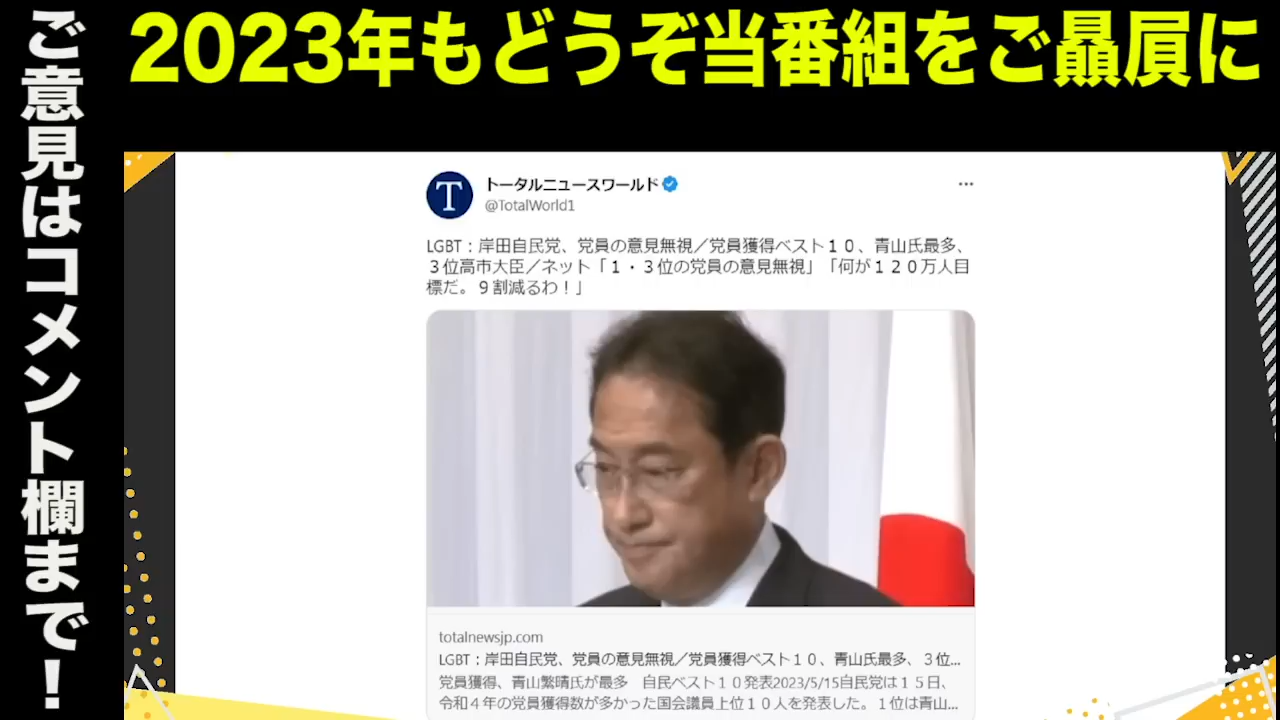 2023年もどうぞ当番組をご贔屓に
ご意見はコメント欄まで！
T
トータルニュースワールド
@TotalWorld1
LGBT：岸田自民党、党員の意見無視／党員獲得ベスト１０、青山氏最多、
３位高市大臣／ネット「１・３位の党員の意見無視」「何が１２０万人目
標だ。９割減るわ！」
totalnewsjp.com
LGBT：岸田自民党、党員の意見無視／党員獲得ベスト１０、青山氏最多、３位...
党員獲得、青山繁晴氏が最多　自民ベスト１０発表2023/5/15自民党は１５日、
令和４年の党員獲得数が多かった国会議員上位１０人を発表した。１位は青山...